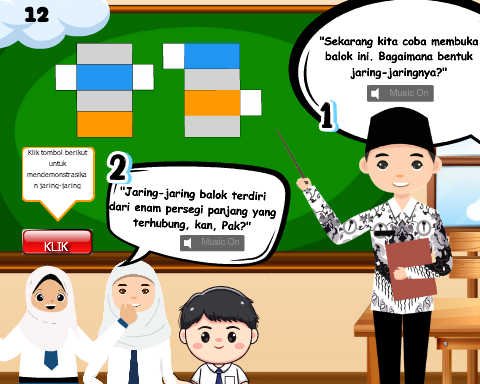 12
"Sekarang kita coba membuka
balok ini. Bagaimana bentuk
jaring-jaringnya?"
Music On
1
Klik tombol berikut
untuk
mendemonstrasika
n jaring-jaring
KLIK
2
"Jaring-jaring balok terdiri
dari enam persegi panjang yang
terhubung, kan, Pak?"
Music On